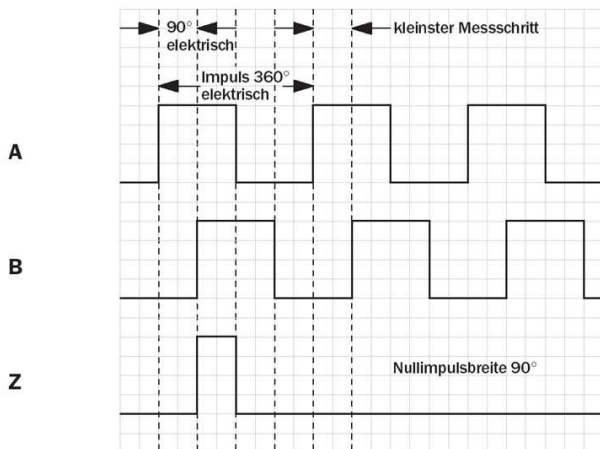 90°
elektrisch
kleinster Messschritt
Impuls 360°
elektrisch
A
B
Z
Nullimpulsbreite 90°